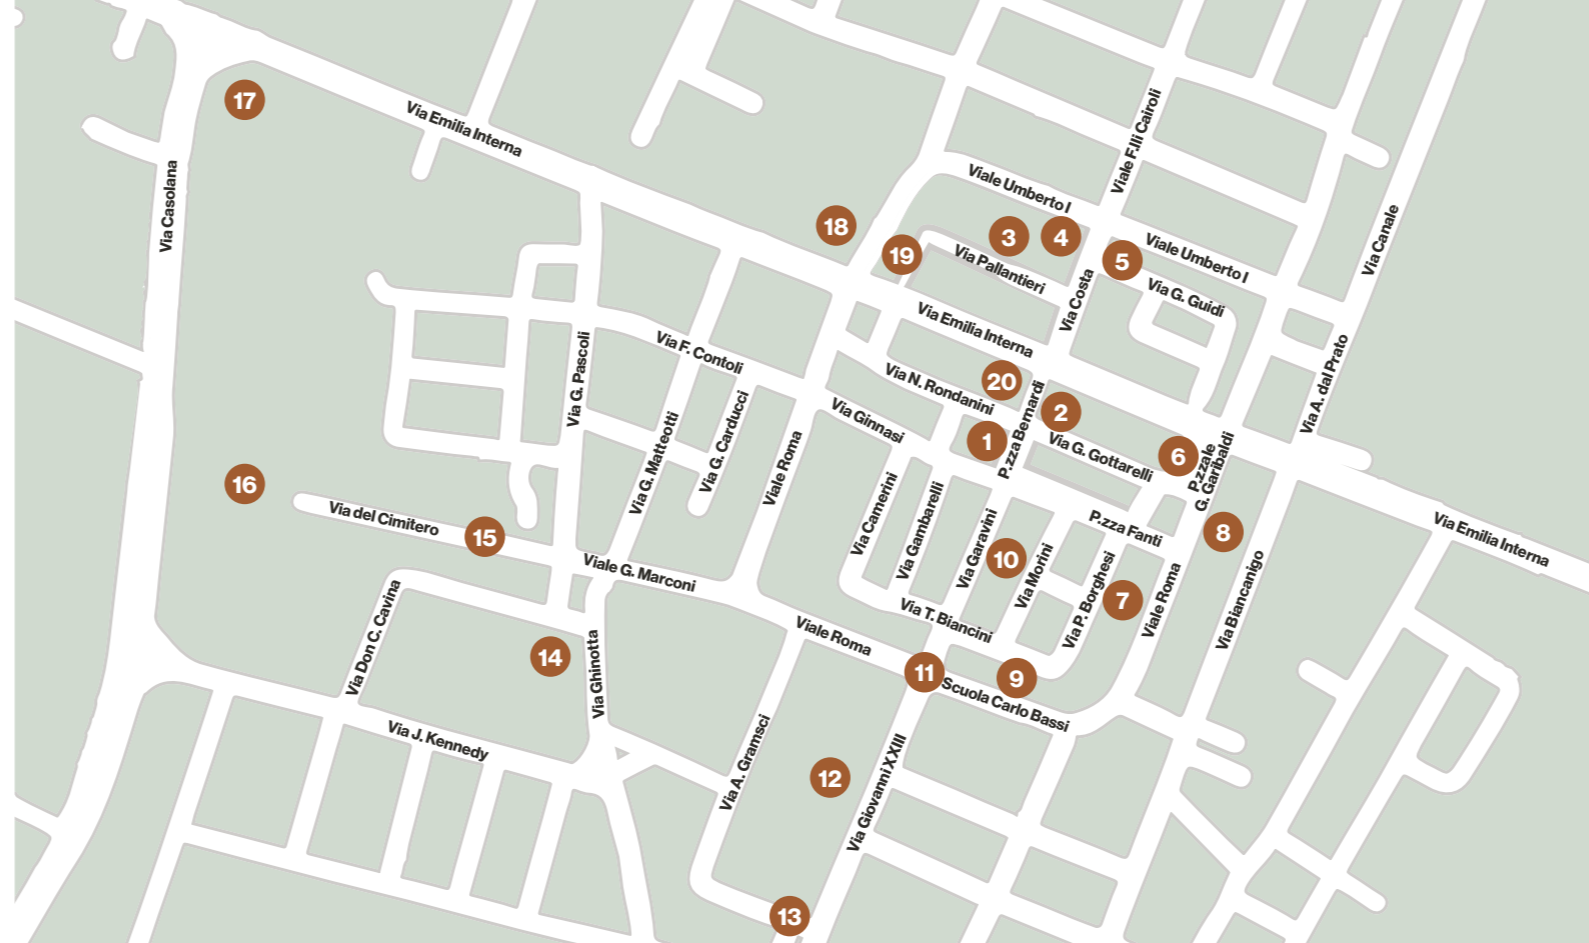 17
Via Emilia Interna
Via Casolana
Viale F.lli Cairoli
Viale Umberto I
18
3
4
19
Via Pallantieri
5
Viale Umberto I
Via Canale
Via G. Guidi
Via Costa
Via Emilia Interna
Via G. Pascoli
Via F. Contoli
Via N. Rondanini
20
P.zza Bernardi
2
Via A. dal Prato
Via G. Carducci
Via G. Matteotti
Via Ginnasi
1
Via G. Gottarelli
6
P.zzale
G. Garibaldi
Viale Roma
16
Via del Cimitero
15
Via Camerini
Via Gambarelli
Via Garavini
10
Via Morini
P.zza Fanti
8
Via Emilia Interna
Viale G. Marconi
Via Don C. Cavina
Via P. Borghesi
7
Viale Roma
Via Biancanigo
Via T. Biancini
Viale Roma
14
Via Ghinotta
11
9
Scuola Carlo Bassi
Via J. Kennedy
Via A. Gramsci
12
Via Giovanni XXIII
13